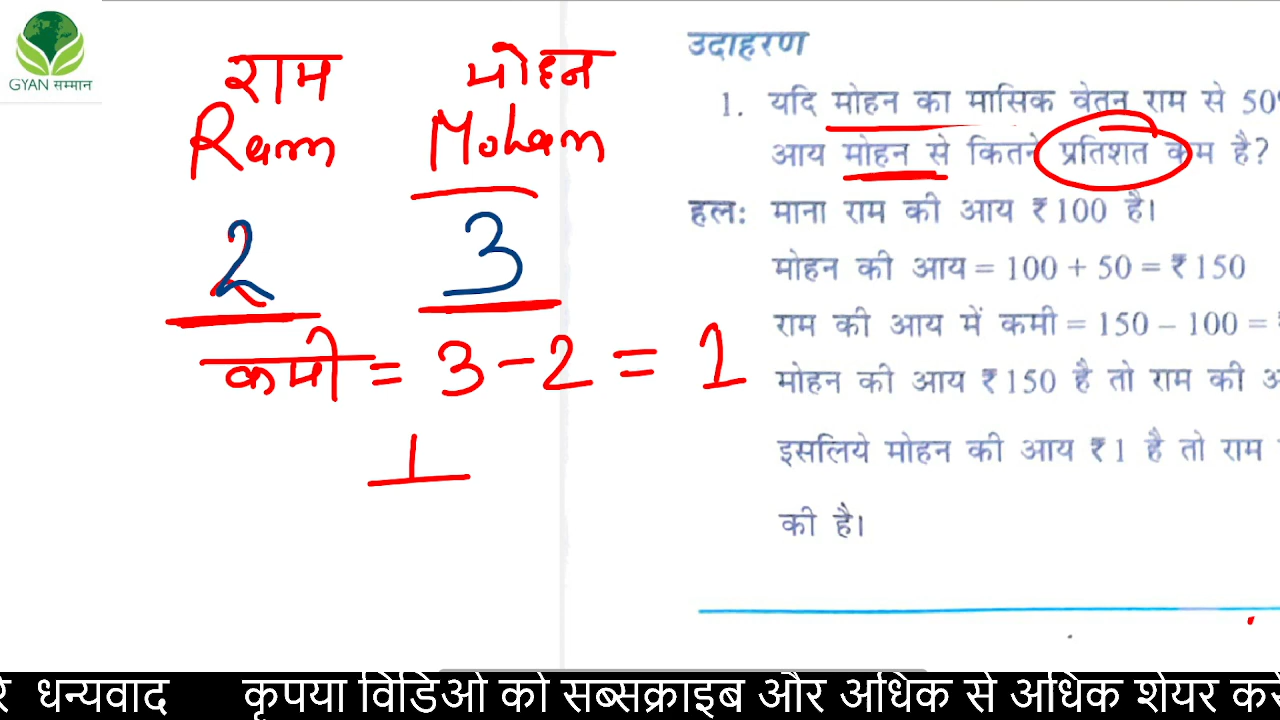 GYAN सम्मान
राम मोहन
Ram Mohan
2 3
कमी = 3 - 2 = 1
1
उदाहरण
1. यदि मोहन का मासिक वेतन राम से 50%
आय मोहन से कितने प्रतिशत कम है?
हल: माना राम की आय ₹100 है।
मोहन की आय = 100 + 50 = ₹150
राम की आय में कमी = 150 – 100 =
मोहन की आय ₹150 है तो राम की
इसलिये मोहन की आय ₹1 है तो राम
की है।
धन्यवाद कृपया विडिओ को सब्सक्राइब और अधिक से अधिक शेयर करे